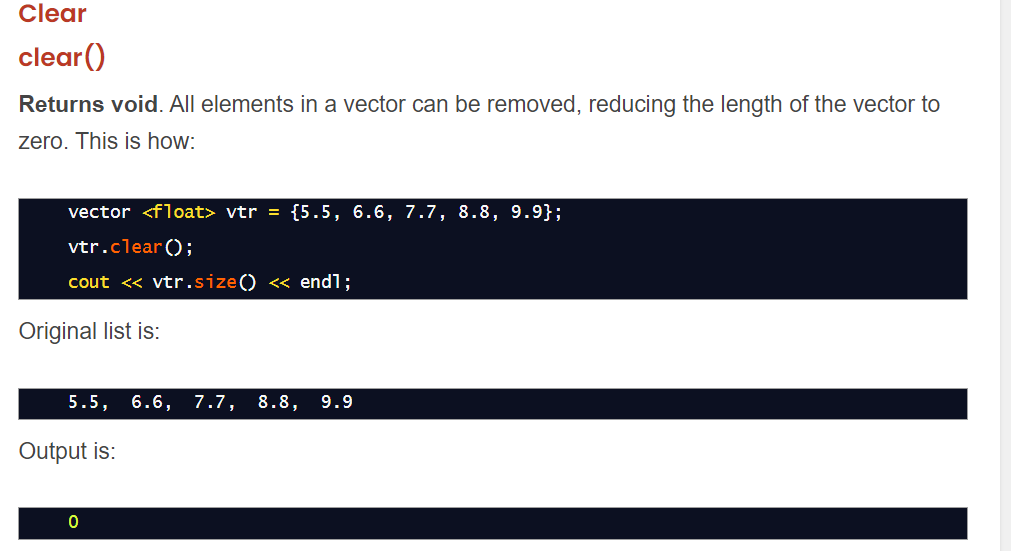 Clear
clear()
Returns void. All elements in a vector can be removed, reducing the length of the vector to
zero. This is how:
vector <float> vtr = {5.5, 6.6, 7.7, 8.8, 9.9};
vtr.clear();
cout << vtr.size() << endl;
Original list is:
5.5,  6.6,  7.7,  8.8,  9.9
Output is:
0